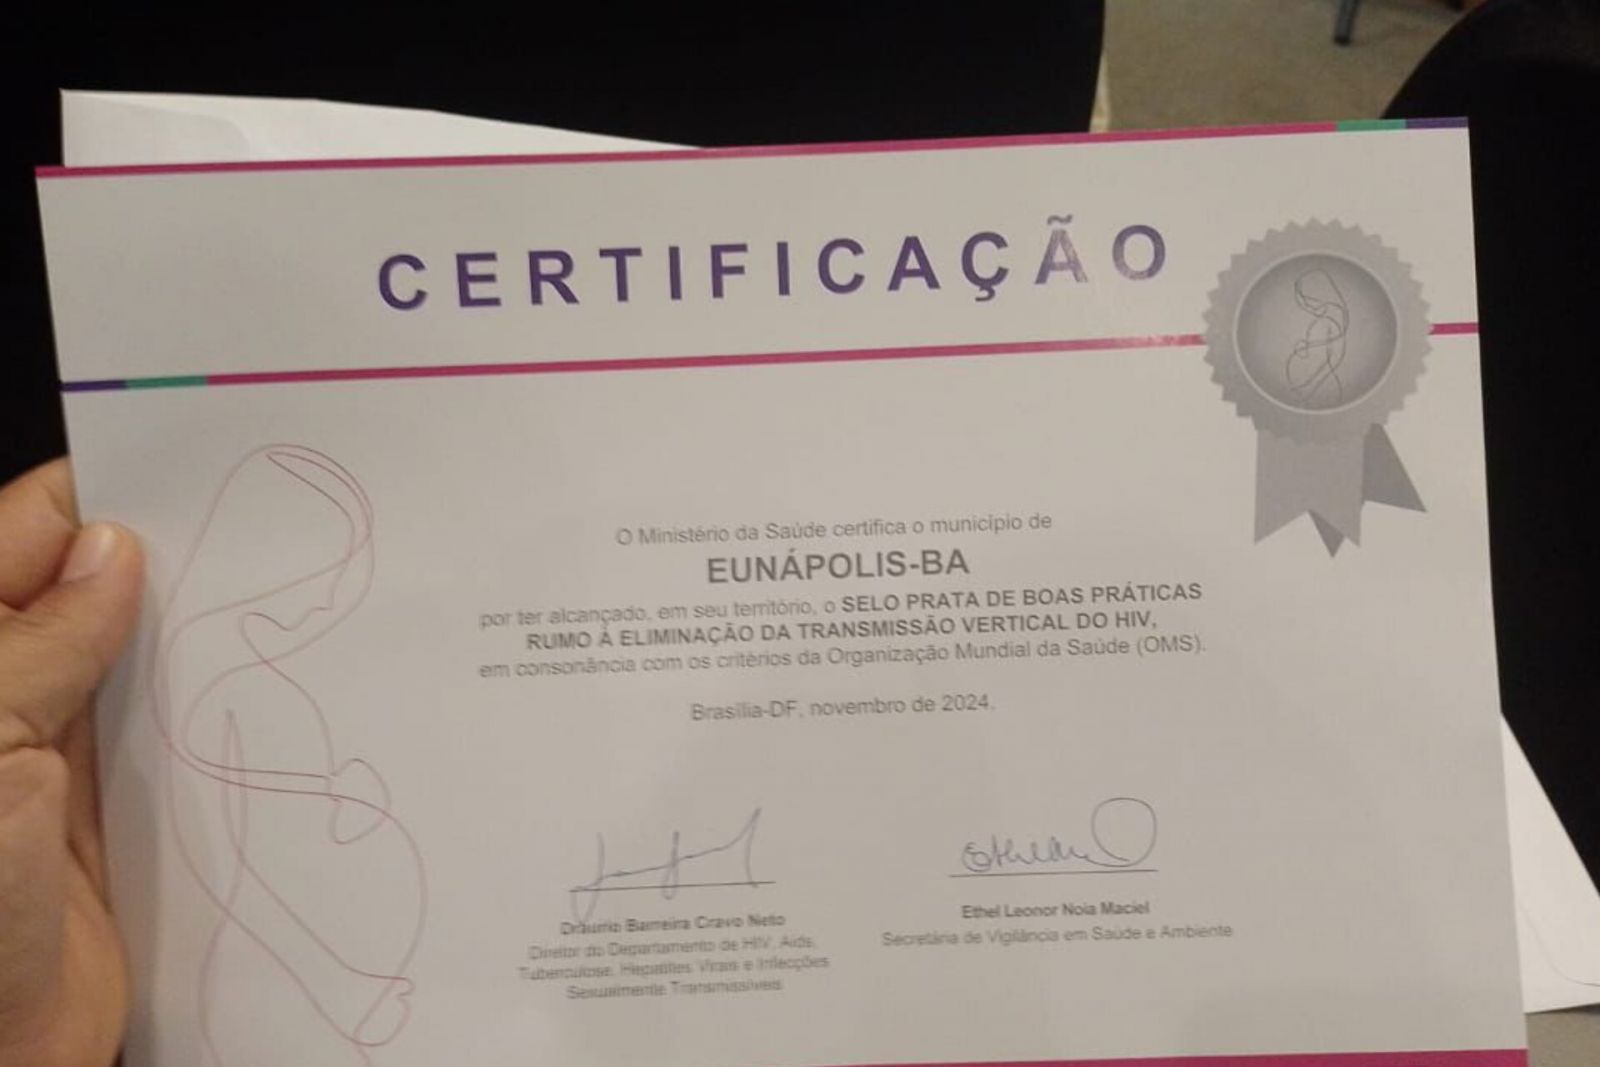 CERTIFICAÇÃO
O Ministério da Saúde certifica o município de
EUNÁPOLIS-BA
por ter alcançado, em seu território, o SELO PRATA DE BOAS PRÁTICAS
RUMO À ELIMINAÇÃO DA TRANSMISSÃO VERTICAL DO HIV,
em consonância com os critérios da Organização Mundial da Saúde (OMS).
Brasília-DF, novembro de 2024.
Dráurio Barreira Cravo Neto
Diretor do Departamento de HIV, Aids,
Tuberculose, Hepatites Virais e Infecções
Sexualmente Transmissíveis
Ethel Leonor Noia Maciel
Secretária de Vigilância em Saúde e Ambiente